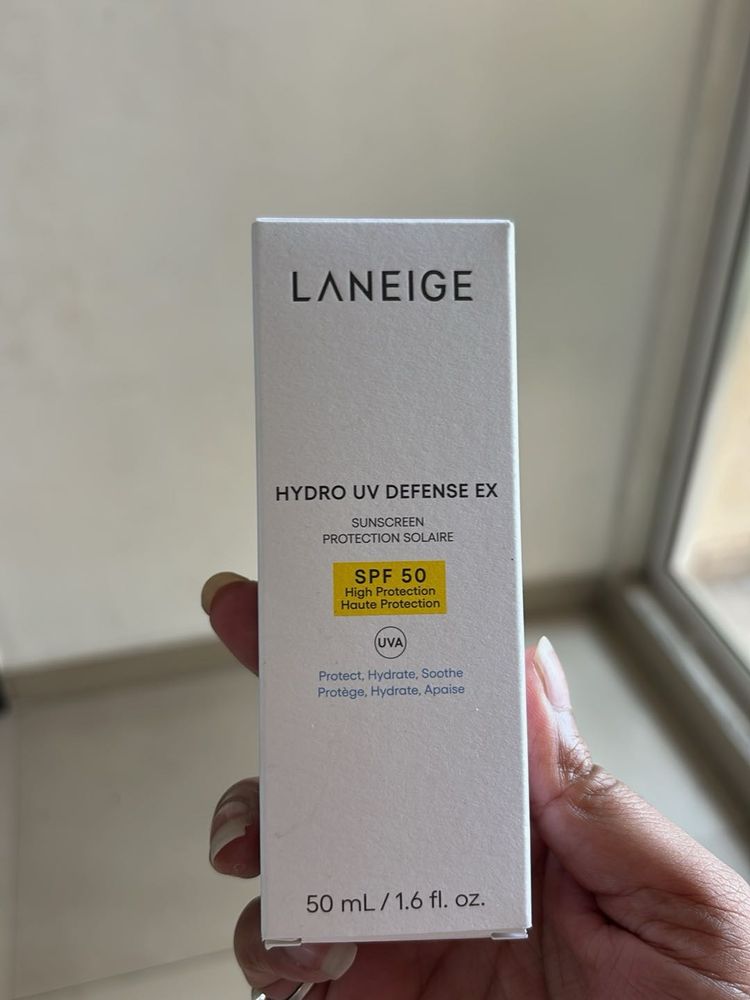 LANEIGE
HYDRO UV DEFENSE EX
SUNSCREEN
PROTECTION SOLAIRE
SPF 50
High Protection
Haute Protection
UVA
Protect, Hydrate, Soothe
Protège, Hydrate, Apaise
50 mL / 1.6 fl. oz.